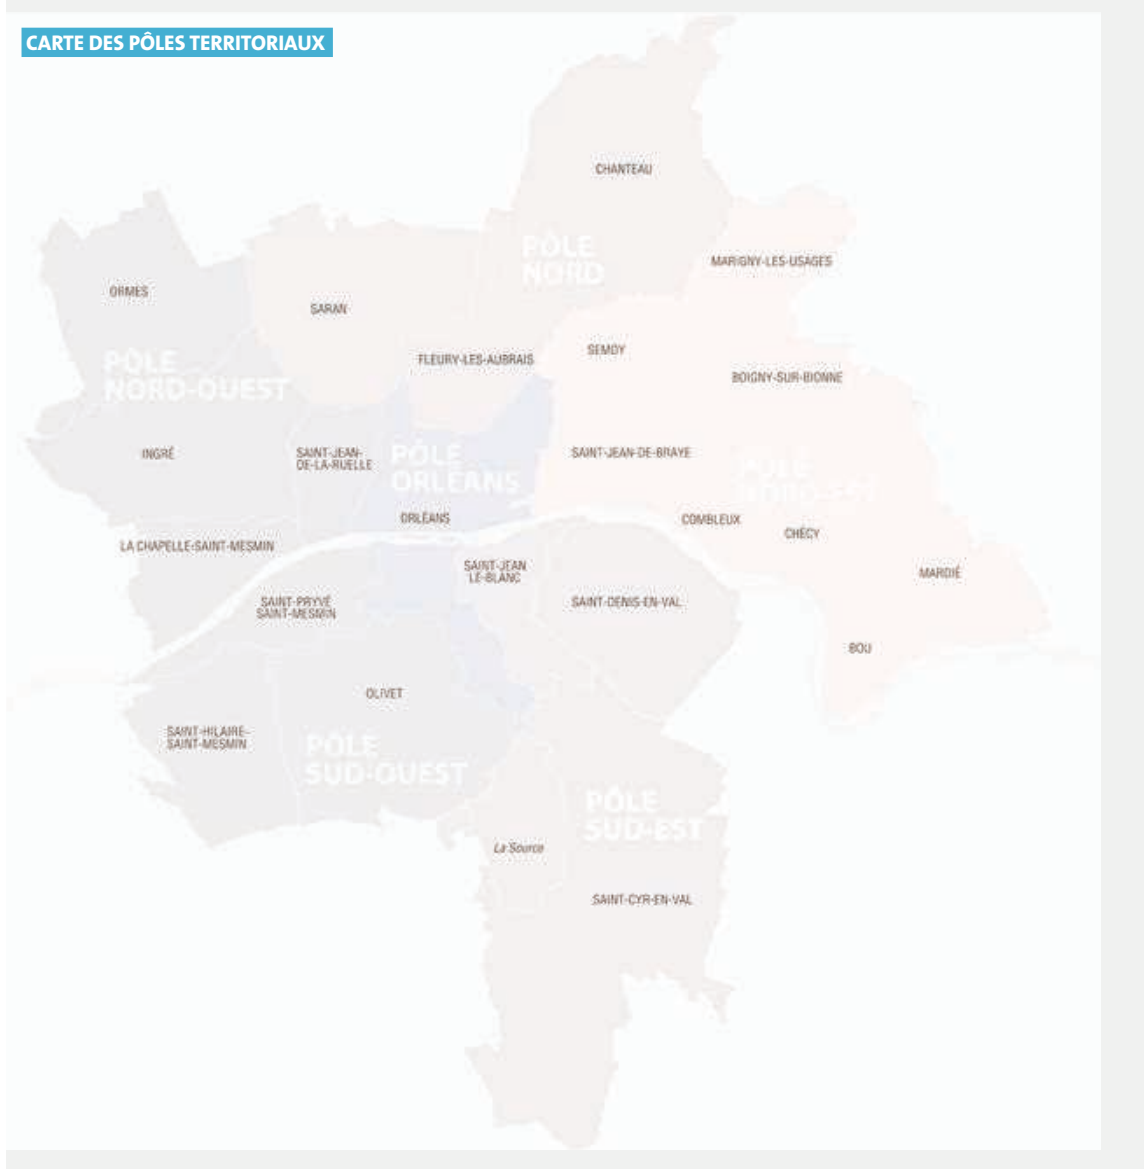 CARTE DES PÔLES TERRITORIAUX
CHANTEAU
PÔLE
NORD
MARIGNY-LES-USAGES
ORMES
SARAN
SEMOY
FLEURY-LES-AUBRAIS
PÔLE
NORD-OUEST
BOIGNY-SUR-BIONNE
INGRÉ
SAINT-JEAN-
DE-LA-RUELLE
PÔLE
ORLÉANS
SAINT-JEAN-DE-BRAYE
PÔLE
NORD-EST
ORLÉANS
COMBLEUX
CHÉCY
LA CHAPELLE-SAINT-MESMIN
SAINT-JEAN
LE-BLANC
MARDIÉ
SAINT-PRYVÉ
SAINT-MESMIN
SAINT-DENIS-EN-VAL
BOU
OLIVET
SAINT-HILAIRE-
SAINT-MESMIN
PÔLE
SUD-OUEST
PÔLE
SUD-EST
La Source
SAINT-CYR-EN-VAL